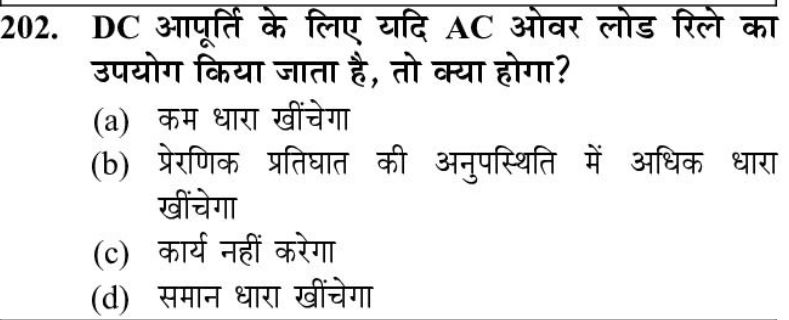 202. DC आपूर्ति के लिए यदि AC ओवर लोड रिले का
उपयोग किया जाता है, तो क्या होगा?
(a) कम धारा खींचेगा
(b) प्रेरणिक प्रतिघात की अनुपस्थिति में अधिक धारा
खींचेगा
(c) कार्य नहीं करेगा
(d) समान धारा खींचेगा